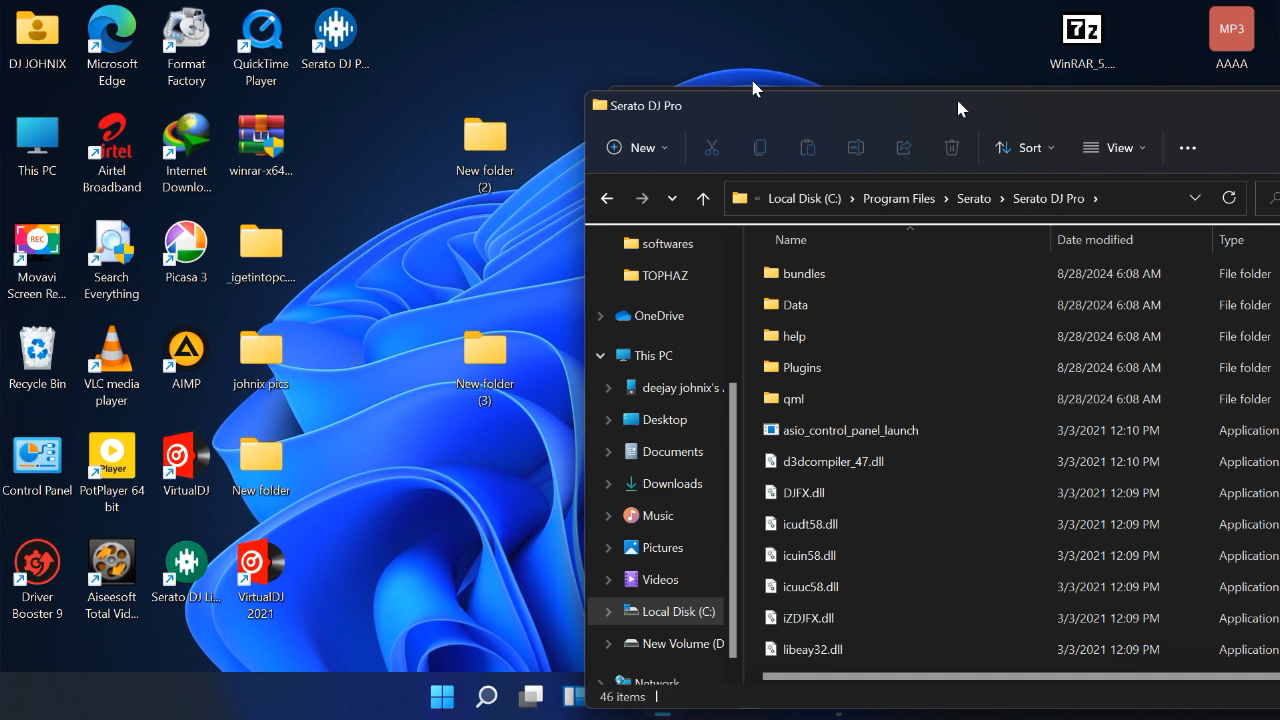 DJ JOHNIX
Microsoft
Edge
Format
Factory
QuickTime
Player
Serato DJ P...
7z
WinRAR_5....
MP3
AAAA
This PC
airtel
Airtel
Broadband
Internet
Downlo...
winrar-x64...
New folder
(2)
REC
Movavi
Screen Re...
Search
Everything
Picasa 3
_igetintopc....
Recycle Bin
VLC media
player
AIMP
johnix pics
New folder
(3)
Control Panel
Player
PotPlayer 64
bit
VirtualDJ
New folder
Driver
Booster 9
Aiseesoft
Total Vid...
Serato DJ Li...
VirtualDJ
2021
Serato DJ Pro
New
Sort
View
« Local Disk (C:) > Program Files > Serato > Serato DJ Pro >
softwares
TOPHAZ
OneDrive
This PC
deejay johnix's
Desktop
Documents
Downloads
Music
Pictures
Videos
Local Disk (C:)
New Volume (D
Network
Name Date modified Type
bundles 8/28/2024 6:08 AM File folder
Data 8/28/2024 6:08 AM File folder
help 8/28/2024 6:08 AM File folder
Plugins 8/28/2024 6:08 AM File folder
qml 8/28/2024 6:08 AM File folder
asio_control_panel_launch 3/3/2021 12:10 PM Application
d3dcompiler_47.dll 3/3/2021 12:10 PM Application
DJFX.dll 3/3/2021 12:09 PM Application
icudt58.dll 3/3/2021 12:09 PM Application
icuin58.dll 3/3/2021 12:09 PM Application
icuuc58.dll 3/3/2021 12:09 PM Application
iZDJFX.dll 3/3/2021 12:09 PM Application
libeay32.dll 3/3/2021 12:09 PM Application
46 items